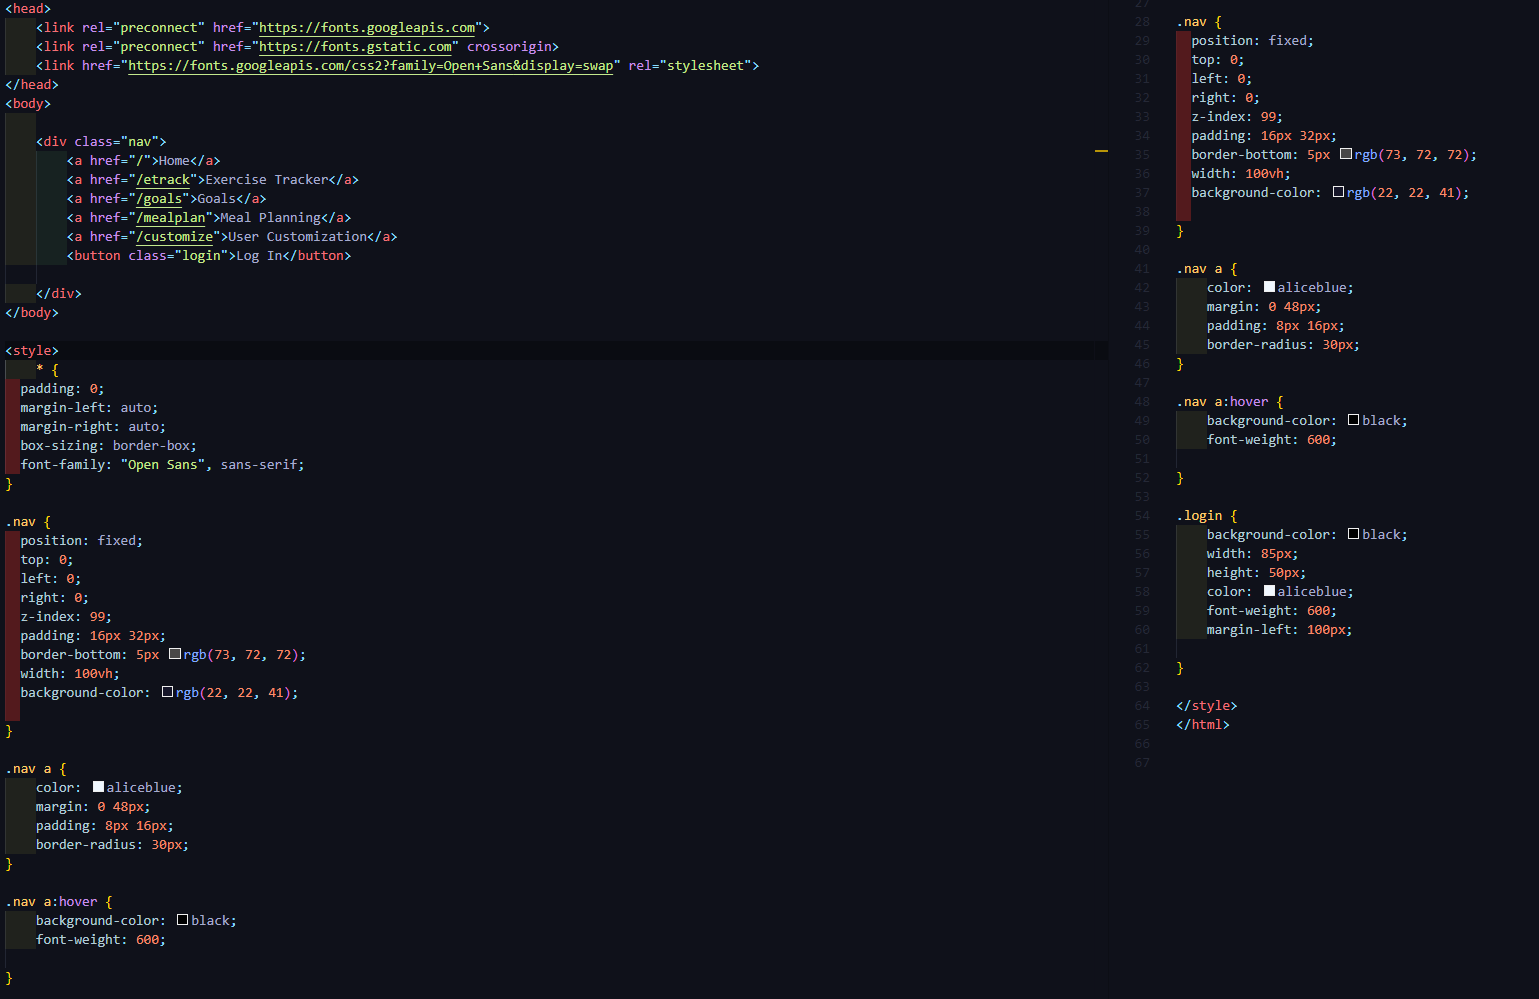 <head>
<link rel="preconnect" href="https://fonts.googleapis.com">
<link rel="preconnect" href="https://fonts.gstatic.com" crossorigin>
<link href="https://fonts.googleapis.com/css2?family=Open+Sans&display=swap" rel="stylesheet">
</head>
<body>
<div class="nav">
<a href="/">Home</a>
<a href="/etrack">Exercise Tracker</a>
<a href="/goals">Goals</a>
<a href="/mealplan">Meal Planning</a>
<a href="/customize">User Customization</a>
<button class="login">Log In</button>
</div>
</body>
<style>
* {
padding: 0;
margin-left: auto;
margin-right: auto;
box-sizing: border-box;
font-family: "Open Sans", sans-serif;
}
.nav {
position: fixed;
top: 0;
left: 0;
right: 0;
z-index: 99;
padding: 16px 32px;
border-bottom: 5px rgb(73, 72, 72);
width: 100vh;
background-color: rgb(22, 22, 41);
}
.nav a {
color: aliceblue;
margin: 0 48px;
padding: 8px 16px;
border-radius: 30px;
}
.nav a:hover {
background-color: black;
font-weight: 600;
}
27
28 .nav {
29 position: fixed;
30 top: 0;
31 left: 0;
32 right: 0;
33 z-index: 99;
34 padding: 16px 32px;
35 border-bottom: 5px rgb(73, 72, 72);
36 width: 100vh;
37 background-color: rgb(22, 22, 41);
38
39 }
40
41 .nav a {
42 color: aliceblue;
43 margin: 0 48px;
44 padding: 8px 16px;
45 border-radius: 30px;
46 }
47
48 .nav a:hover {
49 background-color: black;
50 font-weight: 600;
51
52 }
53
54 .login {
55 background-color: black;
56 width: 85px;
57 height: 50px;
58 color: aliceblue;
59 font-weight: 600;
60 margin-left: 100px;
61
62 }
63
64 </style>
65 </html>
66
67